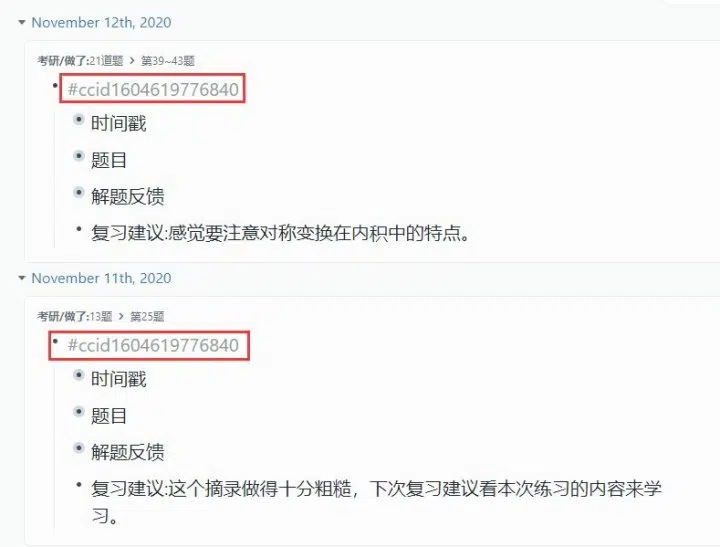 November 12th, 2020
考研/做了:21道题 > 第39~43题
#ccid1604619776840
时间戳
题目
解题反馈
复习建议:感觉要注意对称变换在内积中的特点。
November 11th, 2020
考研/做了:13题 > 第25题
#ccid1604619776840
时间戳
题目
解题反馈
复习建议:这个摘录做得十分粗糙，下次复习建议看本次练习的内容来学
习。